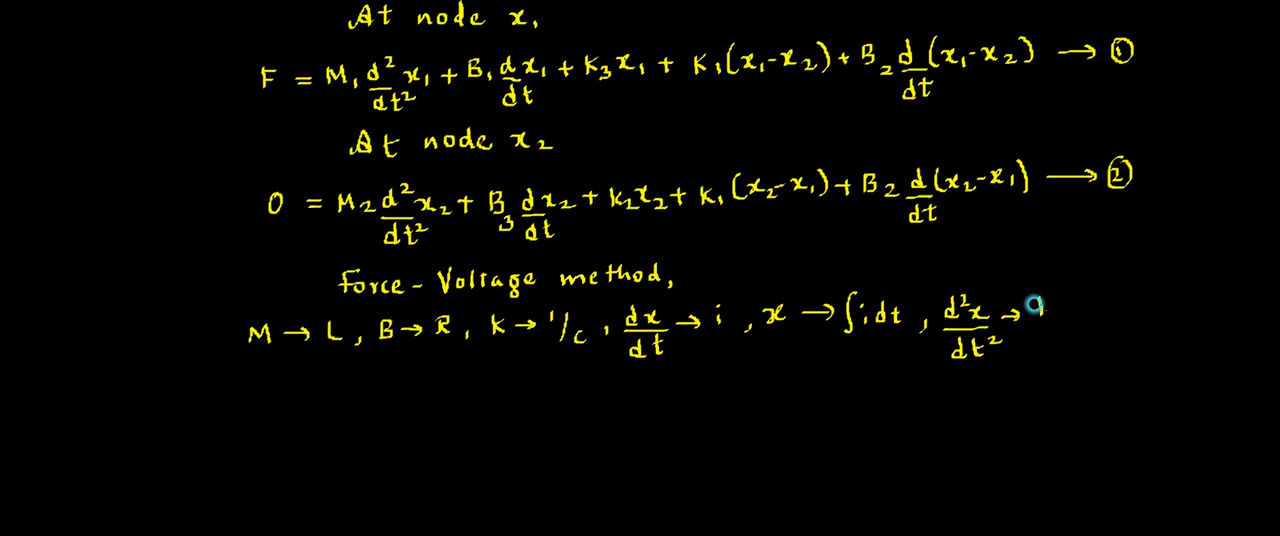 At node x₁
F = M₁ d²/dt² x₁ + B₁ dx₁/dt + K₃x₁ + K₁(x₁-x₂) + B₂ d/dt (x₁-x₂) → ①
At node x₂
0 = M₂ d²/dt² x₂ + B₃ dx₂/dt + K₂x₂ + K₁(x₂-x₁) + B₂ d/dt (x₂-x₁) → ②
Force - Voltage method,
M → L, B → R, K → 1/C, dx/dt → i, x → ∫i dt, d²x/dt² →